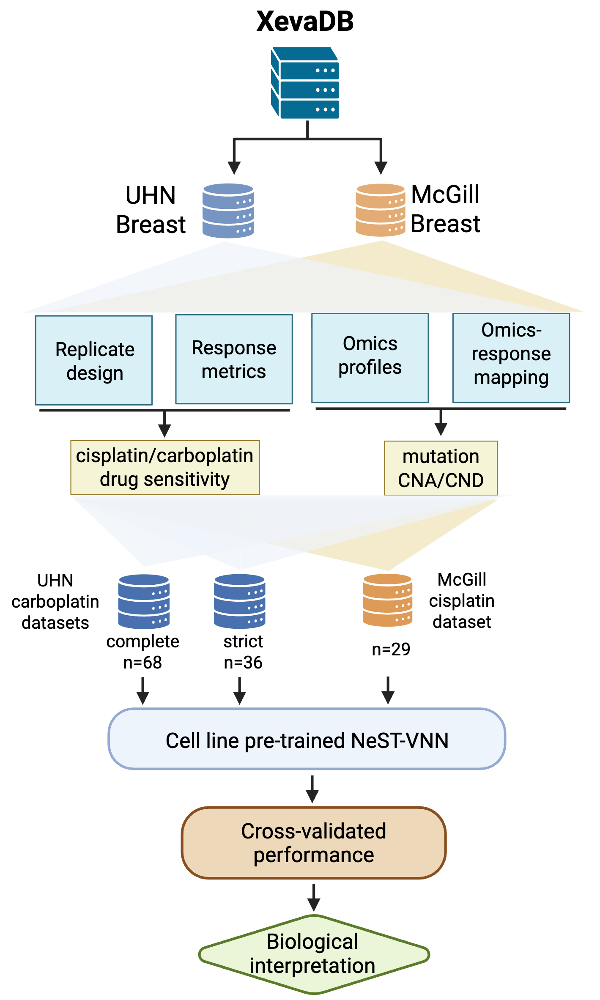 XevaDB
UHN
Breast
McGill
Breast
Replicate
design
Response
metrics
Omics
profiles
Omics-
response
mapping
cisplatin/carboplatin
drug sensitivity
mutation
CNA/CND
UHN
carboplatin
datasets
complete
n=68
strict
n=36
n=29
McGill
cisplatin
dataset
Cell line pre-trained NeST-VNN
Cross-validated
performance
Biological
interpretation